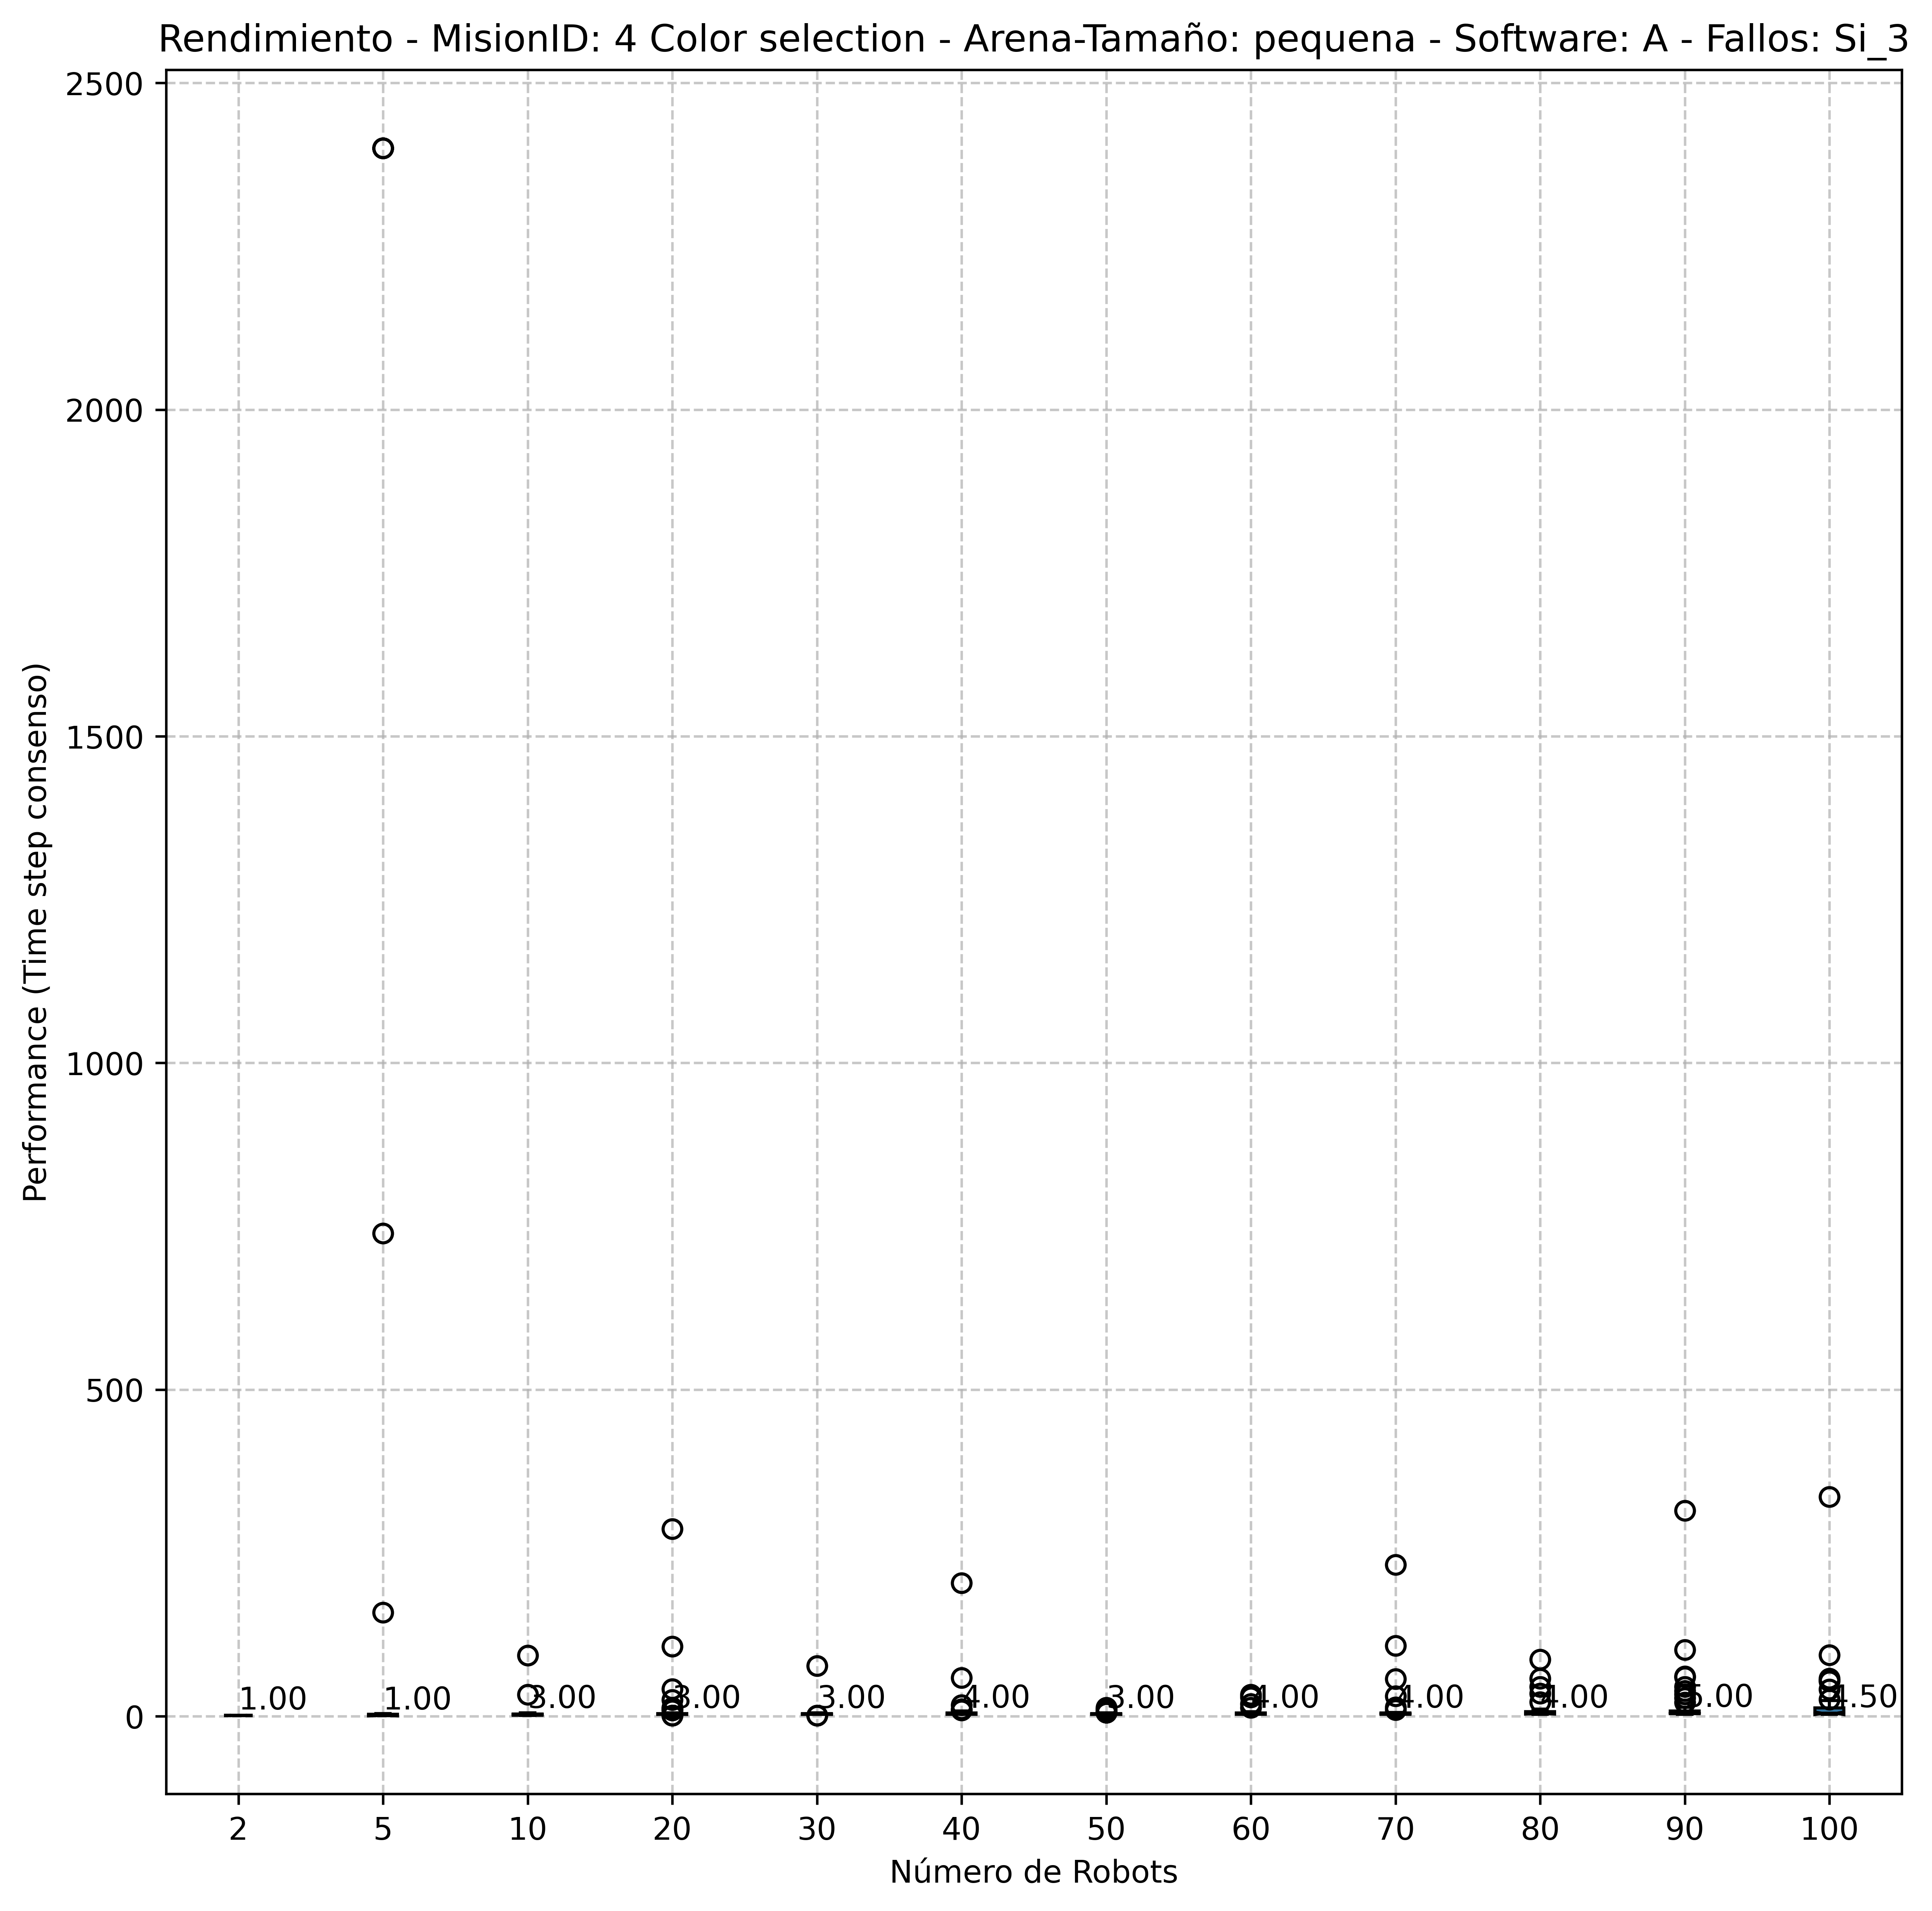 Rendimiento - MisionID: 4 Color selection - Arena-Tamaño: pequena - Software: A - Fallos: Si_3
Performance (Time step consenso)
2500
2000
1500
1000
500
0
1.00 1.00 3.00 3.00 3.00 4.00 3.00 4.00 4.00 4.00 5.00 4.50
2 5 10 20 30 40 50 60 70 80 90 100
Número de Robots